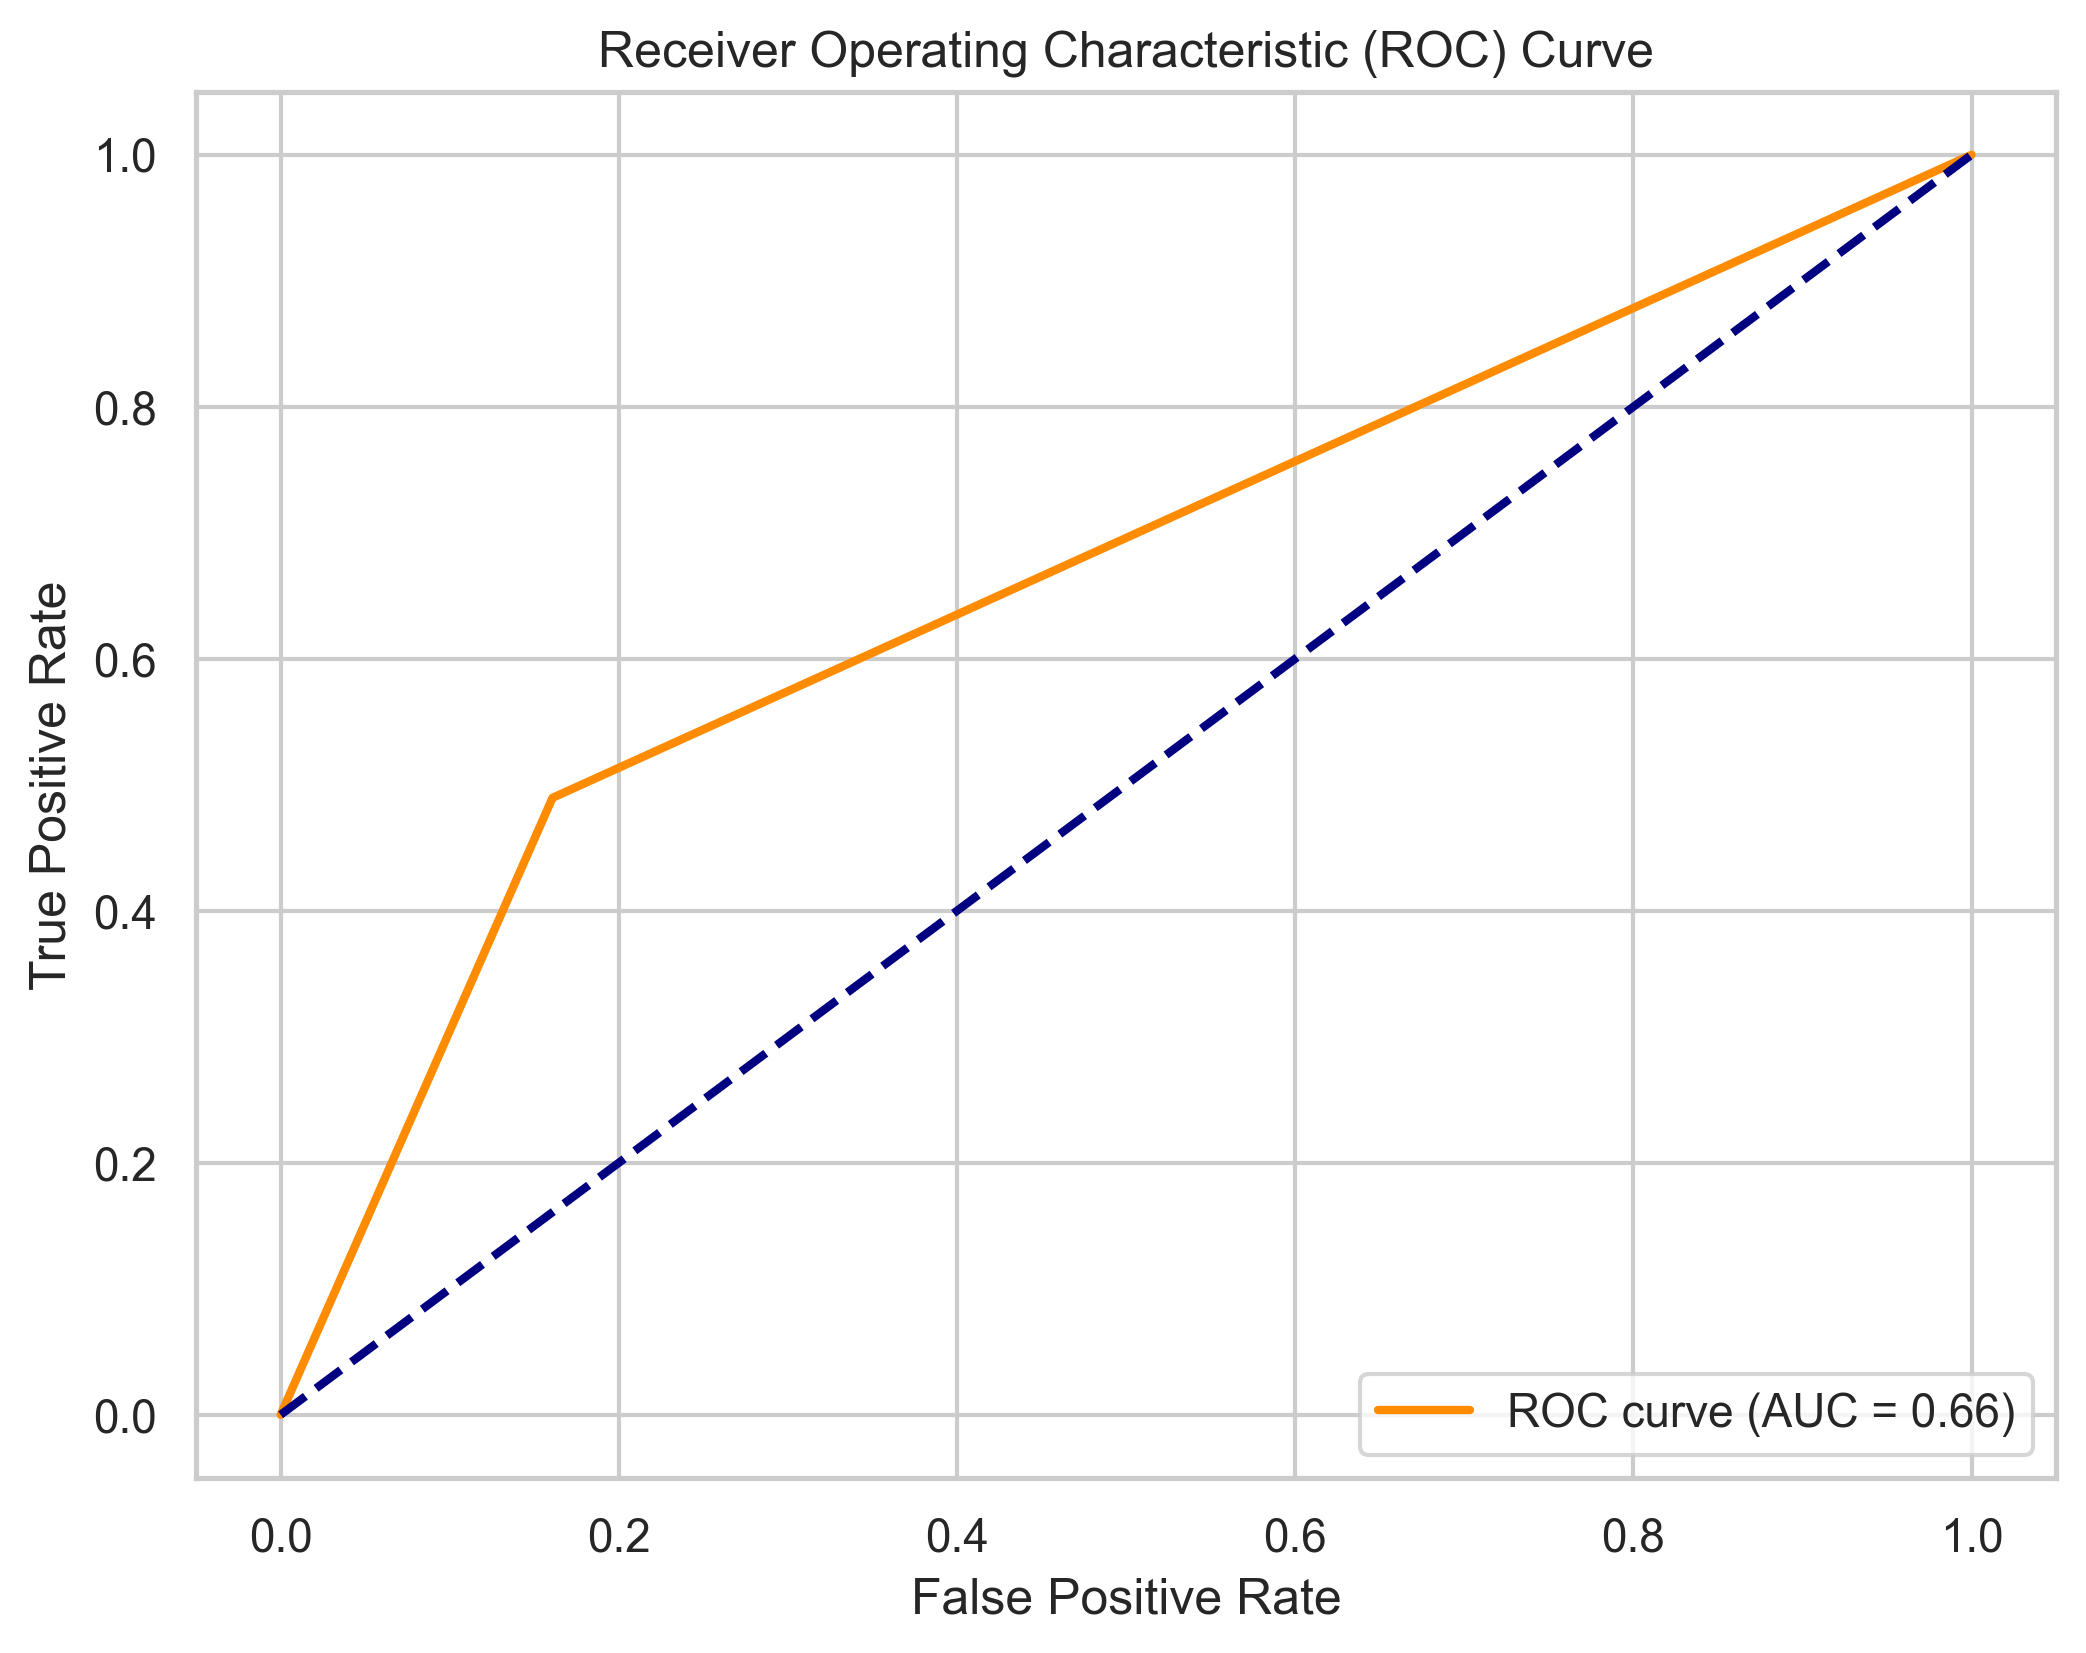 Receiver Operating Characteristic (ROC) Curve
1.0
0.8
0.6
0.4
0.2
0.0
True Positive Rate
ROC curve (AUC = 0.66)
0.0 0.2 0.4 0.6 0.8 1.0
False Positive Rate